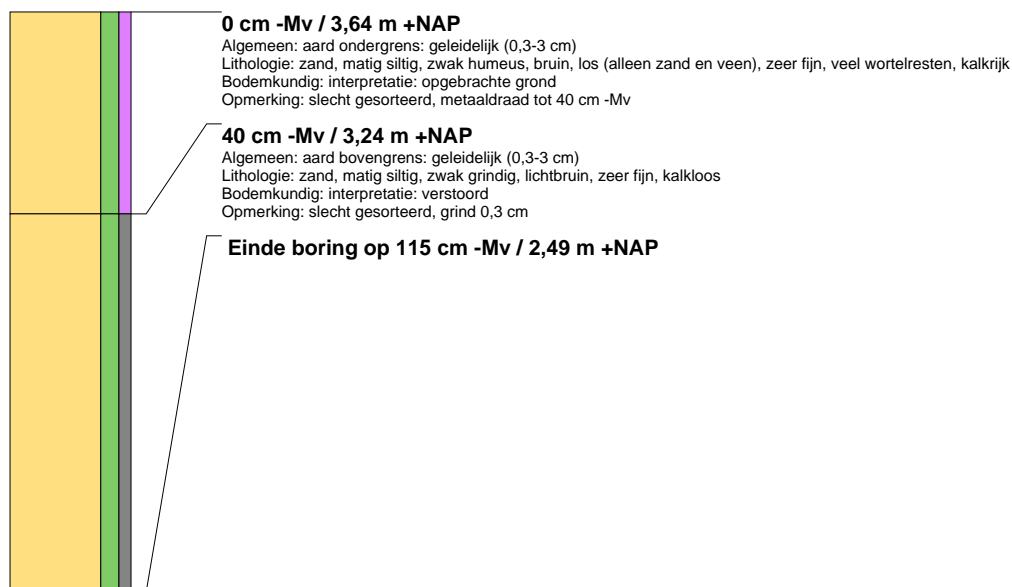 0 cm -Mv / 3,64 m +NAP
Algemeen: aard ondergrens: geleidelijk (0,3-3 cm)
Lithologie: zand, matig siltig, zwak humeus, bruin, los (alleen zand en veen), zeer fijn, veel wortelresten, kalkrijk
Bodemkundig: interpretatie: opgebrachte grond
Opmerking: slecht gesorteerd, metaaldraad tot 40 cm -Mv
40 cm -Mv / 3,24 m +NAP
Algemeen: aard bovengrens: geleidelijk (0,3-3 cm)
Lithologie: zand, matig siltig, zwak grindig, lichtbruin, zeer fijn, kalkloos
Bodemkundig: interpretatie: verstoord
Opmerking: slecht gesorteerd, grind 0,3 cm
Einde boring op 115 cm -Mv / 2,49 m +NAP